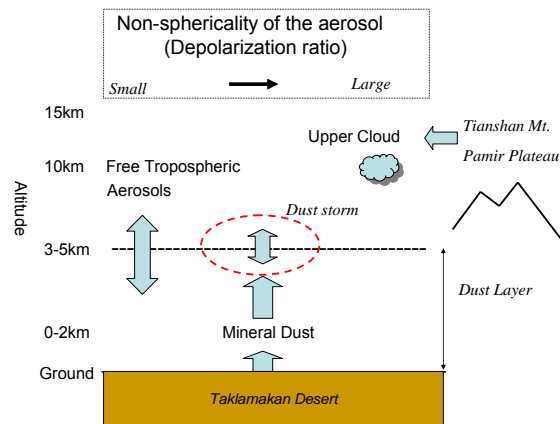 Non-sphericality of the aerosol
(Depolarization ratio)
Small
Large
15km
Upper Cloud
Tianshan Mt.
Pamir Plateau
10km
Free Tropospheric
Aerosols
Altitude
Dust storm
3-5km
Dust Layer
0-2km
Mineral Dust
Ground
Taklamakan Desert